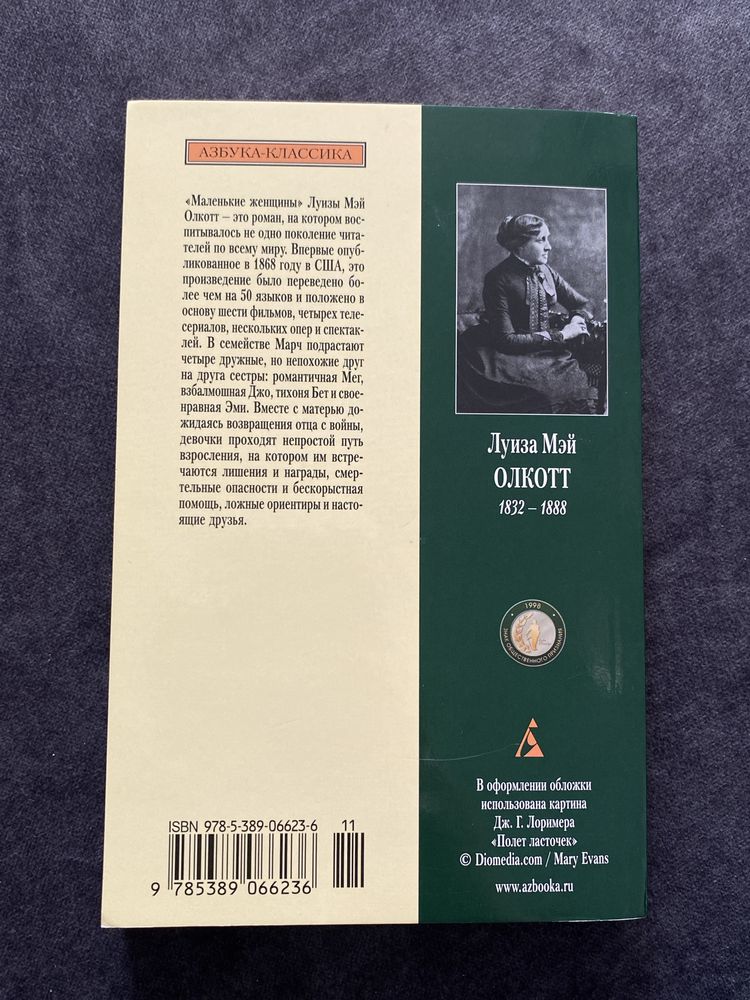 АЗБУКА-КЛАССИКА
«Маленькие женщины» Луизы Мэй
Олкотт – это роман, на котором вос-
питывалось не одно поколение чита-
телей по всему миру. Впервые опуб-
ликованное в 1868 году в США, это
произведение было переведено бо-
лее чем на 50 языков и положено в
основу шести фильмов, четырех теле-
сериалов, нескольких опер и спектак-
лей. В семействе Марч подрастают
четыре дружные, но непохожие друг
на друга сестры: романтичная Мег,
взбалмошная Джо, тихоня Бет и свое-
нравная Эми. Вместе с матерью до-
жидаясь возвращения отца с войны,
девочки проходят непростой путь
взросления, на котором им встре-
чаются лишения и награды, смер-
тельные опасности и бескорыстная
помощь, ложные ориентиры и насто-
ящие друзья.
ISBN 978-5-389-06623-6
11
9 785389 066236
Луиза Мэй
ОЛКОТТ
1832 – 1888
1998
ЗНАК ОБЩЕСТВЕННОГО ПРИЗНАНИЯ
В оформлении обложки
использована картина
Дж. Г. Лоримера
«Полет ласточек»
© Diomedia.com / Mary Evans
www.azbooka.ru